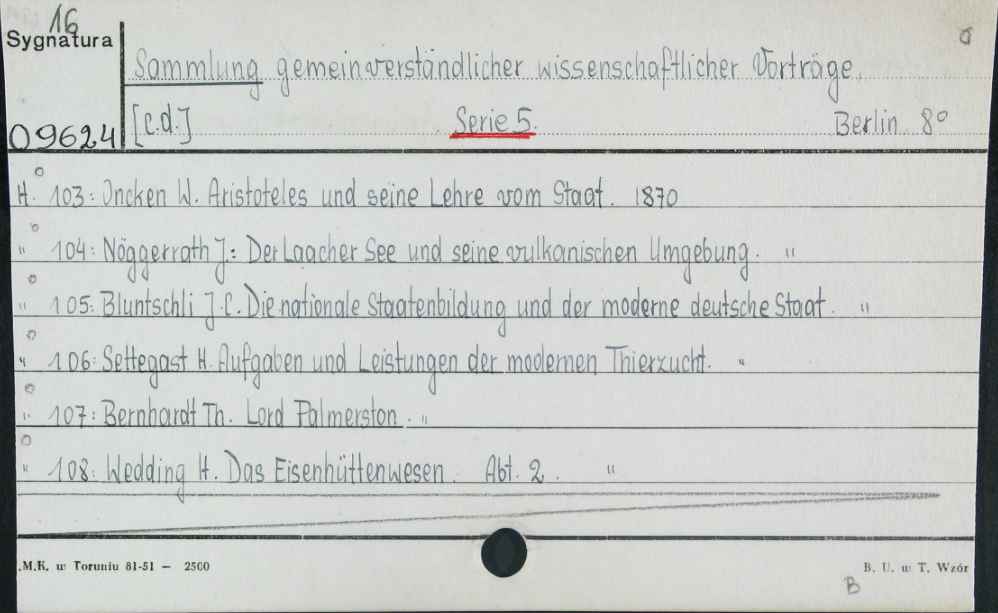 16
Sygnatura
Sammlung gemeinverständlicher wissenschaftlicher Vorträge.
09624 [c.d.] Serie 5. Berlin 8°
H. 103: Oncken W. Aristoteles und seine Lehre vom Staat. 1870
" 104: Nöggerrath J.: Der Laacher See und seine vulkanischen Umgebung. "
" 105: Bluntschli J.C. Die nationale Staatenbildung und der moderne deutsche Staat. "
" 106: Settegast H. Aufgaben und Leistungen der modernen Thierzucht. "
" 107: Bernhardt Th. Lord Palmerston. "
" 108: Wedding H. Das Eisenhüttenwesen. Abt. 2. "
.M.K. w Toruniu 81-51 — 2500 B. U. w T. Wzór
B